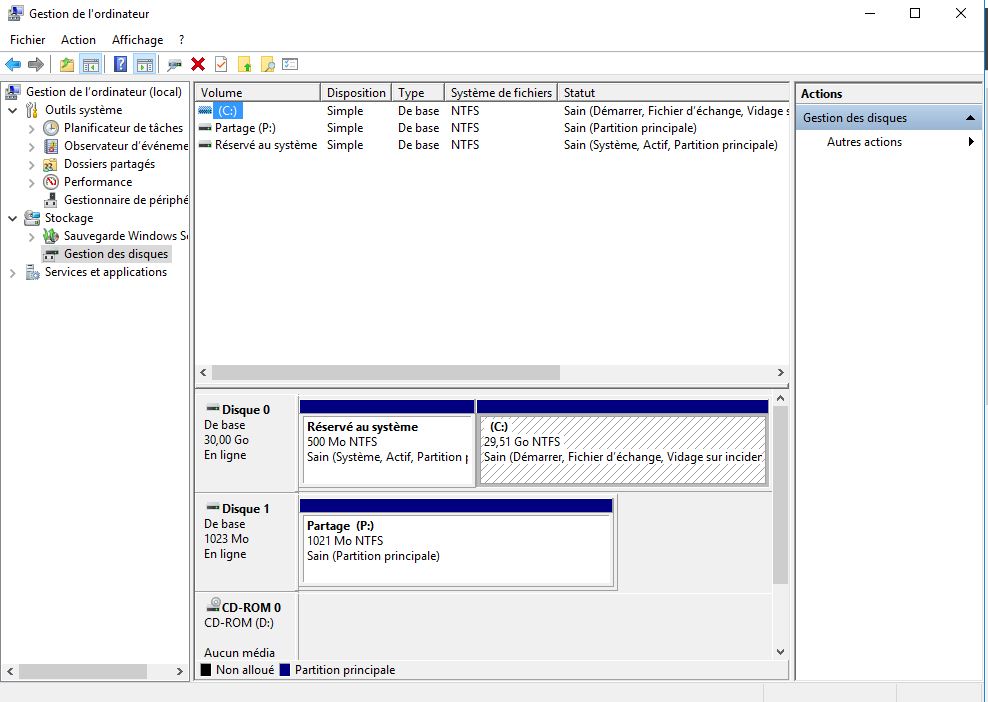 Gestion de l'ordinateur
Fichier Action Affichage ?
Gestion de l'ordinateur (local)
Outils système
Planificateur de tâches
Observateur d'événeme
Dossiers partagés
Performance
Gestionnaire de périphé
Stockage
Sauvegarde Windows Se
Gestion des disques
Services et applications
Volume Disposition Type Système de fichiers Statut
(C:) Simple De base NTFS Sain (Démarrer, Fichier d'échange, Vidage s
Partage (P:) Simple De base NTFS Sain (Partition principale)
Réservé au système Simple De base NTFS Sain (Système, Actif, Partition principale)
Disque 0
De base
30,00 Go
En ligne
Réservé au système
500 Mo NTFS
Sain (Système, Actif, Partition p
(C:)
29,51 Go NTFS
Sain (Démarrer, Fichier d'échange, Vidage sur inciden
Disque 1
De base
1023 Mo
En ligne
Partage (P:)
1021 Mo NTFS
Sain (Partition principale)
CD-ROM 0
CD-ROM (D:)
Aucun média
Non alloué Partition principale
Actions
Gestion des disques
Autres actions